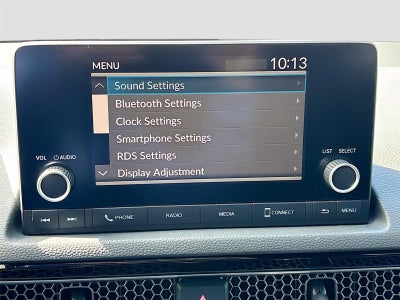 MENU 10:13
Sound Settings
Bluetooth Settings
Clock Settings
Smartphone Settings
RDS Settings
Display Adjustment
VOL AUDIO
LIST SELECT
PHONE RADIO MEDIA CONNECT MENU